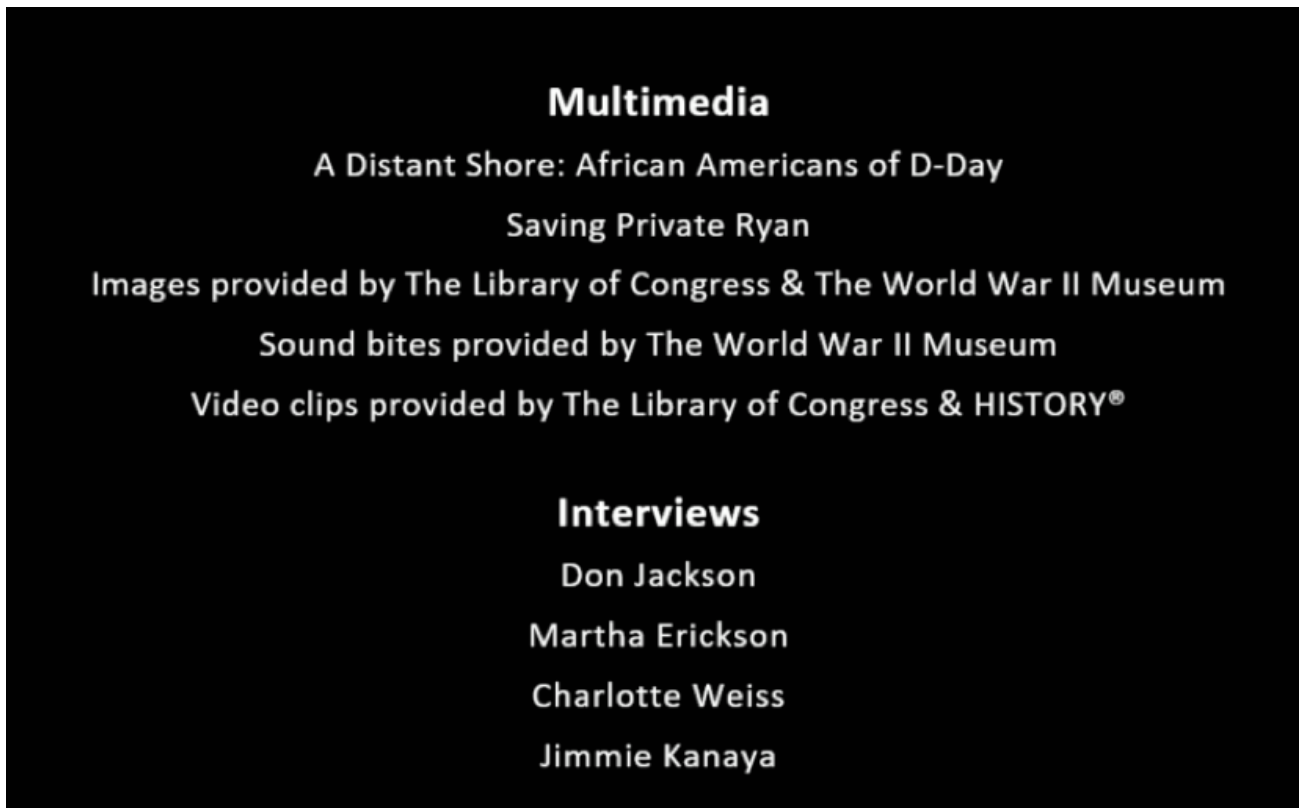 Multimedia
A Distant Shore: African Americans of D-Day
Saving Private Ryan
Images provided by The Library of Congress & The World War II Museum
Sound bites provided by The World War II Museum
Video clips provided by The Library of Congress & HISTORY®
Interviews
Don Jackson
Martha Erickson
Charlotte Weiss
Jimmie Kanaya